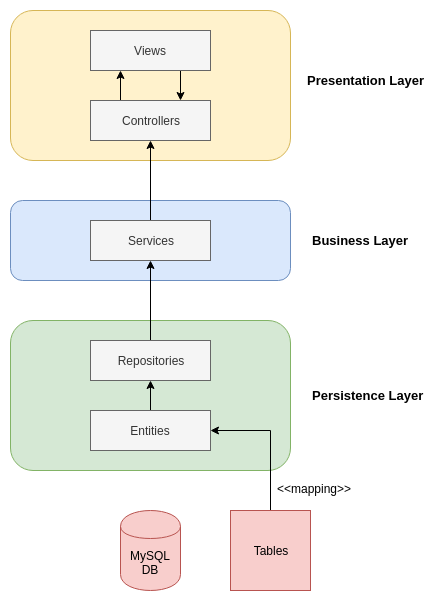 Views
Presentation Layer
Controllers
Services
Business Layer
Repositories
Persistence Layer
Entities
<<mapping>>
MySQL
DB
Tables